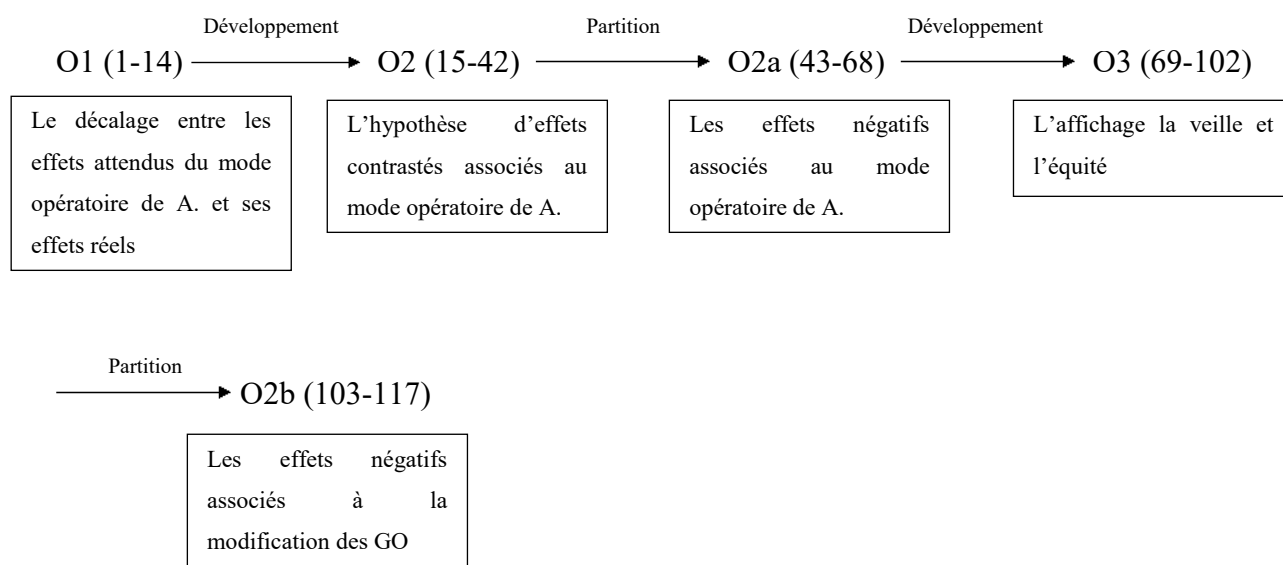 Développement
Partition
Développement
O1 (1-14)
O2 (15-42)
O2a (43-68)
O3 (69-102)
Le décalage entre les
effets attendus du mode
opératoire de A. et ses
effets réels
L’hypothèse d’effets
contrastés associés au
mode opératoire de A.
Les effets négatifs
associés au mode
opératoire de A.
L’affichage la veille et
l’équité
Partition
O2b (103-117)
Les effets négatifs
associés à la
modification des GO